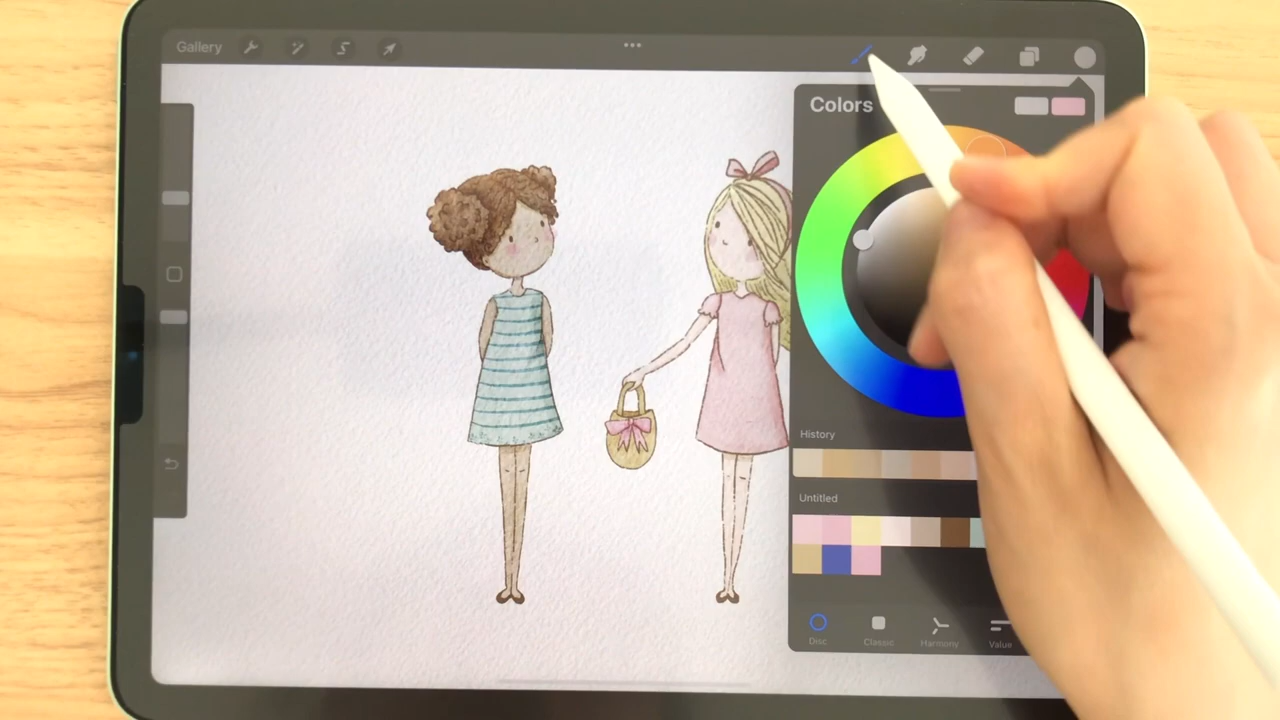 Gallery
Colors
History
Untitled
Disc
Classic
Harmony
Value